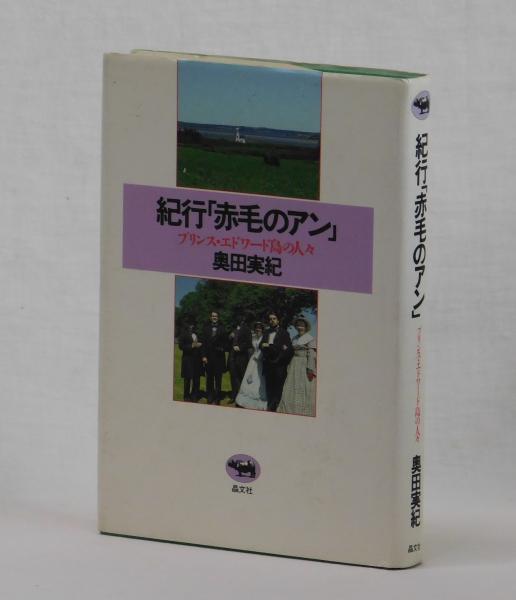 紀行「赤毛のアン」
プリンス・エドワード島の人々
奥田実紀
晶文社
紀行「赤毛のアン」
プリンス・エドワード島の人々
奥田実紀
晶文社